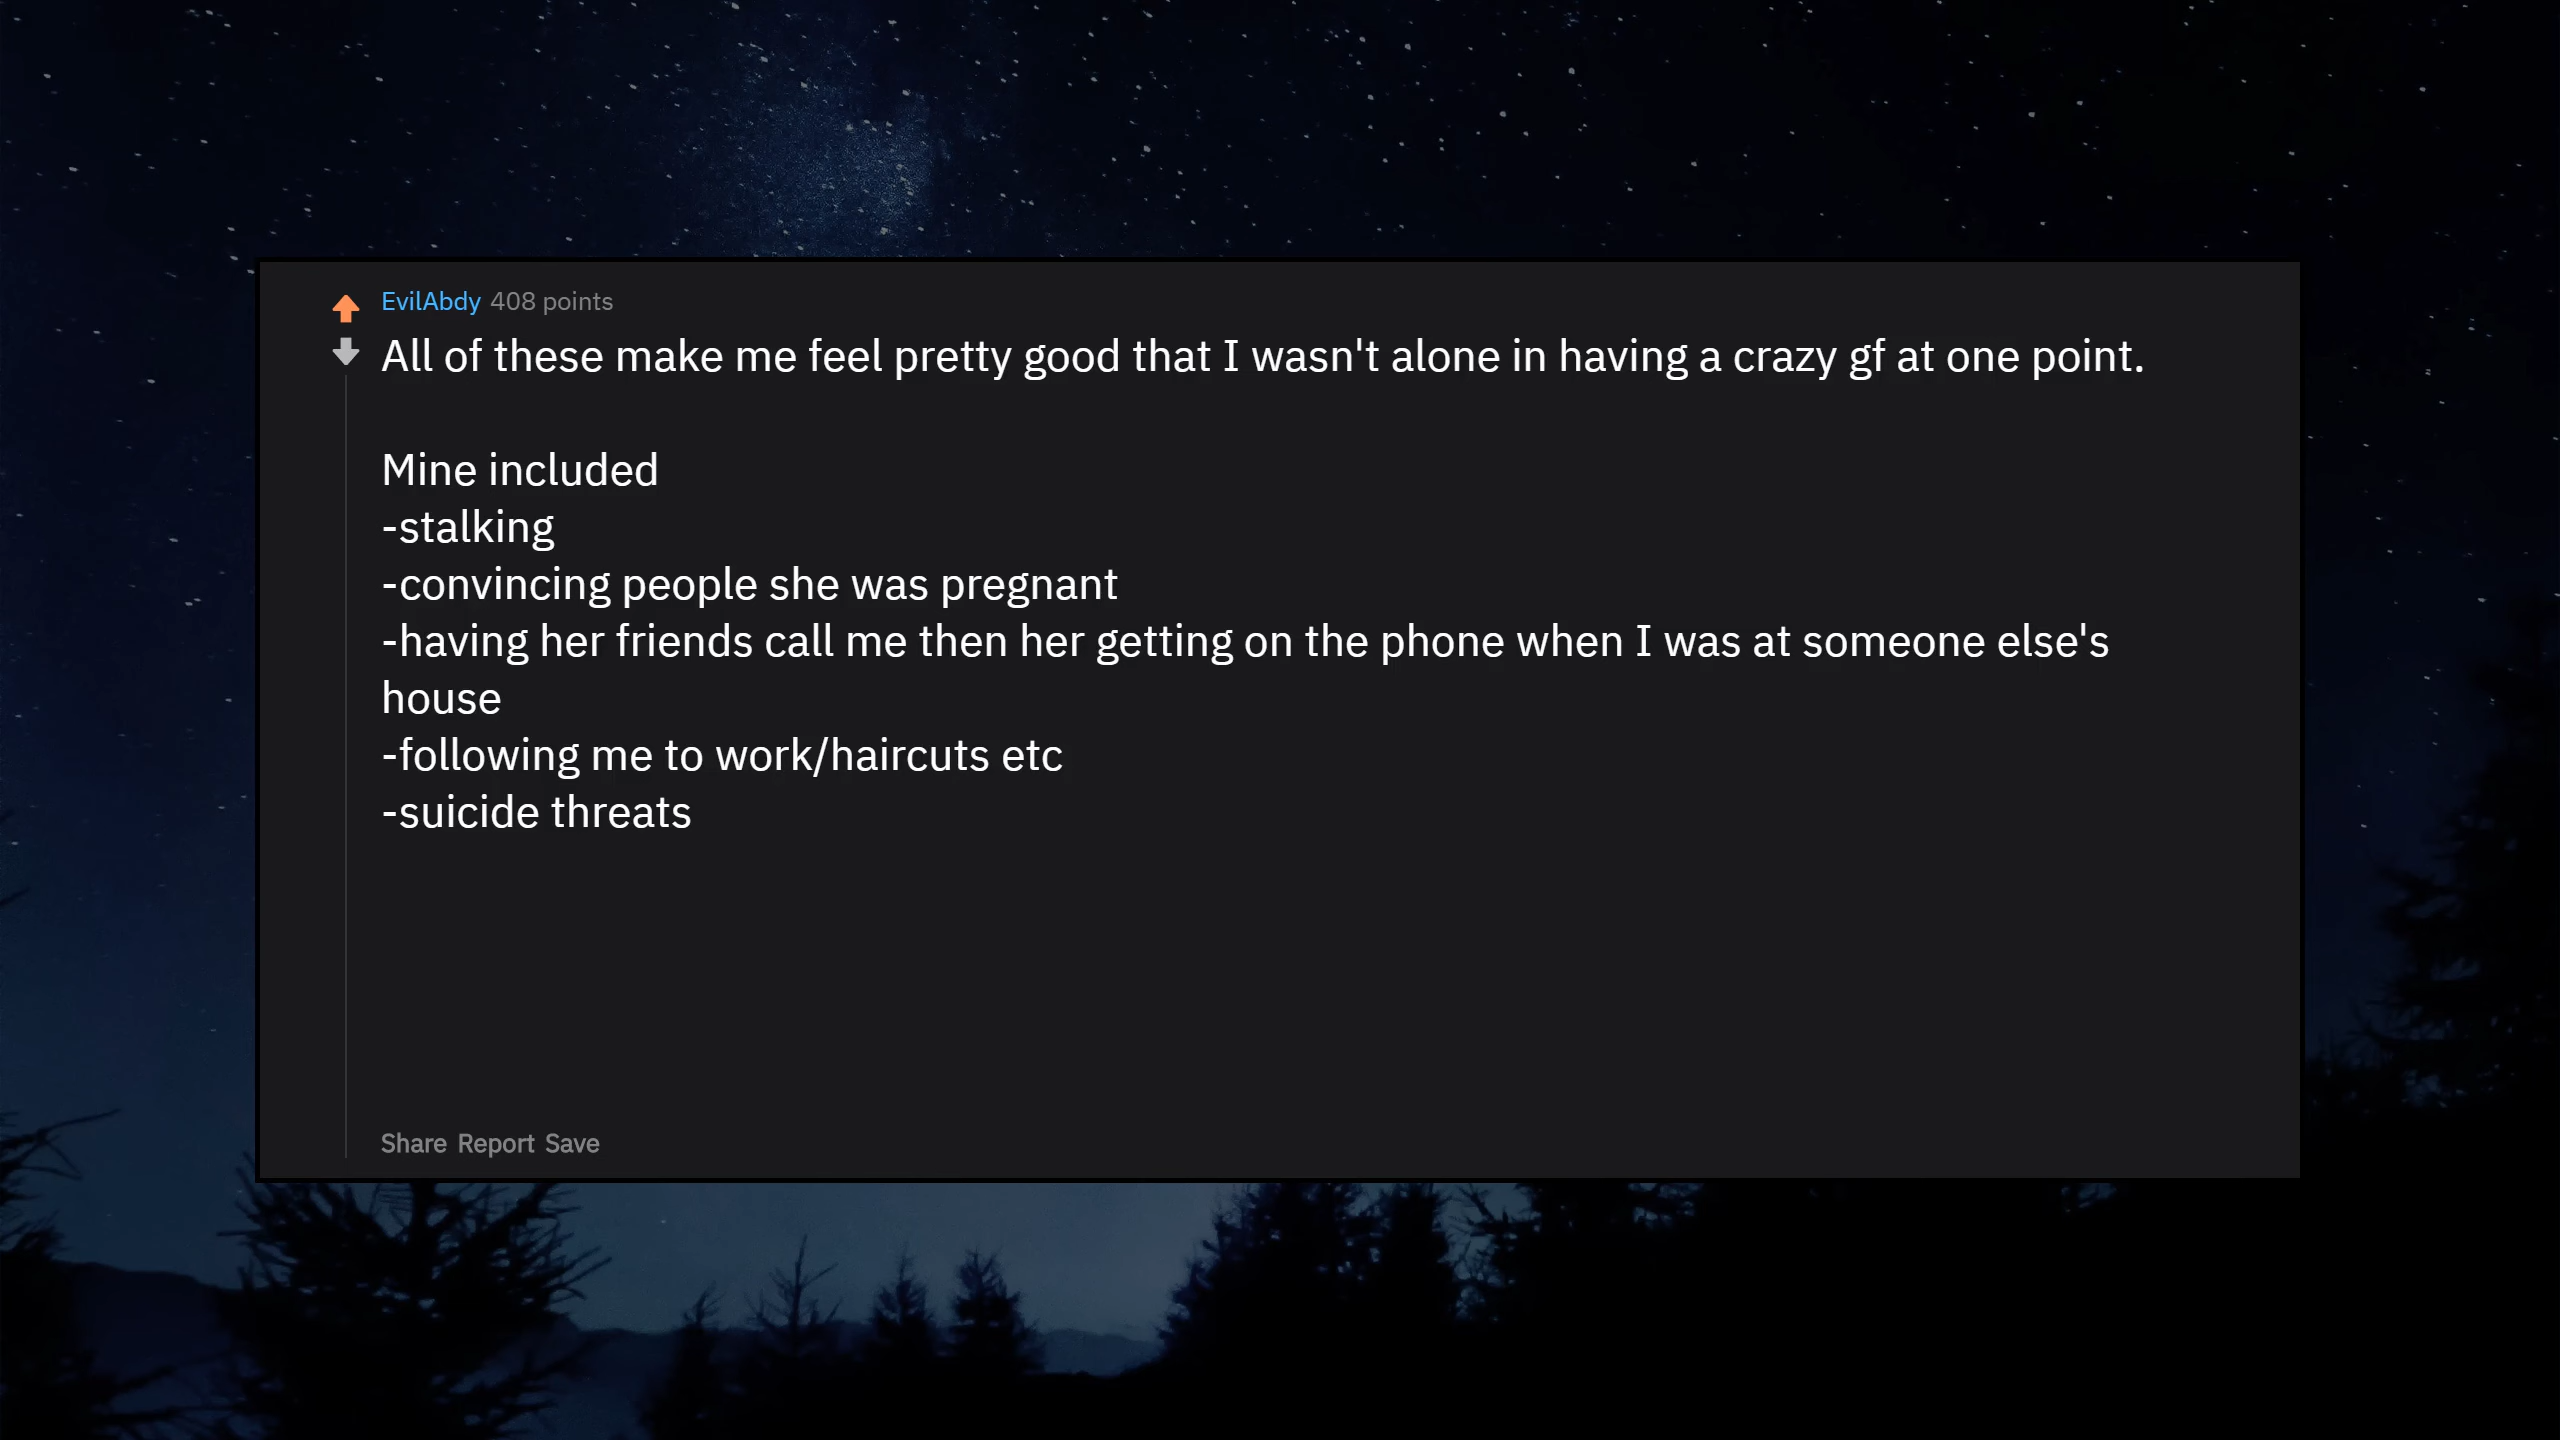 EvilAbdy 408 points
All of these make me feel pretty good that I wasn't alone in having a crazy gf at one point.
Mine included
-stalking
-convincing people she was pregnant
-having her friends call me then her getting on the phone when I was at someone else's
house
-following me to work/haircuts etc
-suicide threats
Share Report Save